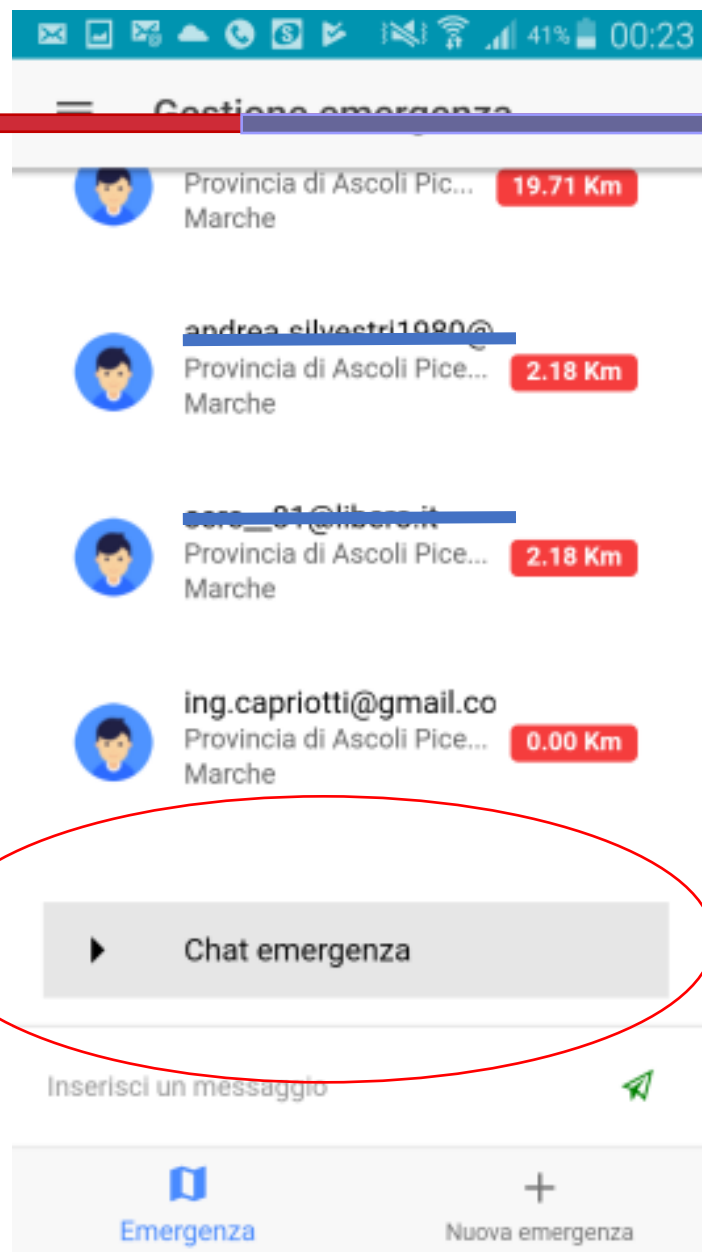 41% 00:23
Gestione emergenza
Provincia di Ascoli Pic... 19.71 Km
Marche
Provincia di Ascoli Pice... 2.18 Km
Marche
Provincia di Ascoli Pice... 2.18 Km
Marche
ing.capriotti@gmail.co
Provincia di Ascoli Pice... 0.00 Km
Marche
Chat emergenza
Inserisci un messaggio
Emergenza Nuova emergenza